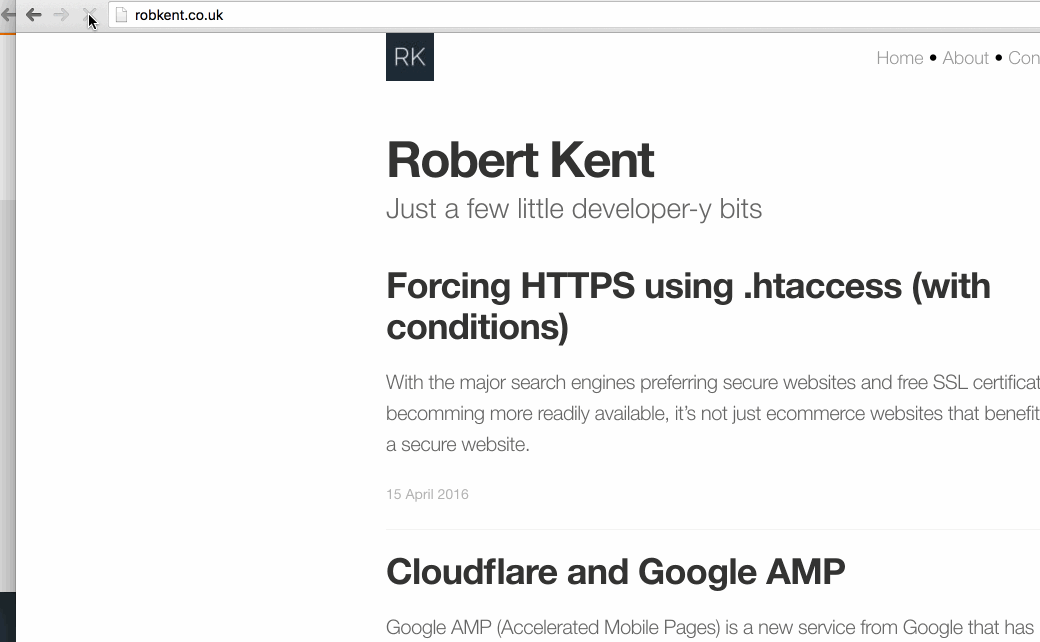 robkent.co.uk
RK
Home • About • Con
Robert Kent
Just a few little developer-y bits
Forcing HTTPS using .htaccess (with
conditions)
With the major search engines preferring secure websites and free SSL certificat
becomming more readily available, it's not just ecommerce websites that benefit
a secure website.
15 April 2016
Cloudflare and Google AMP
Google AMP (Accelerated Mobile Pages) is a new service from Google that has